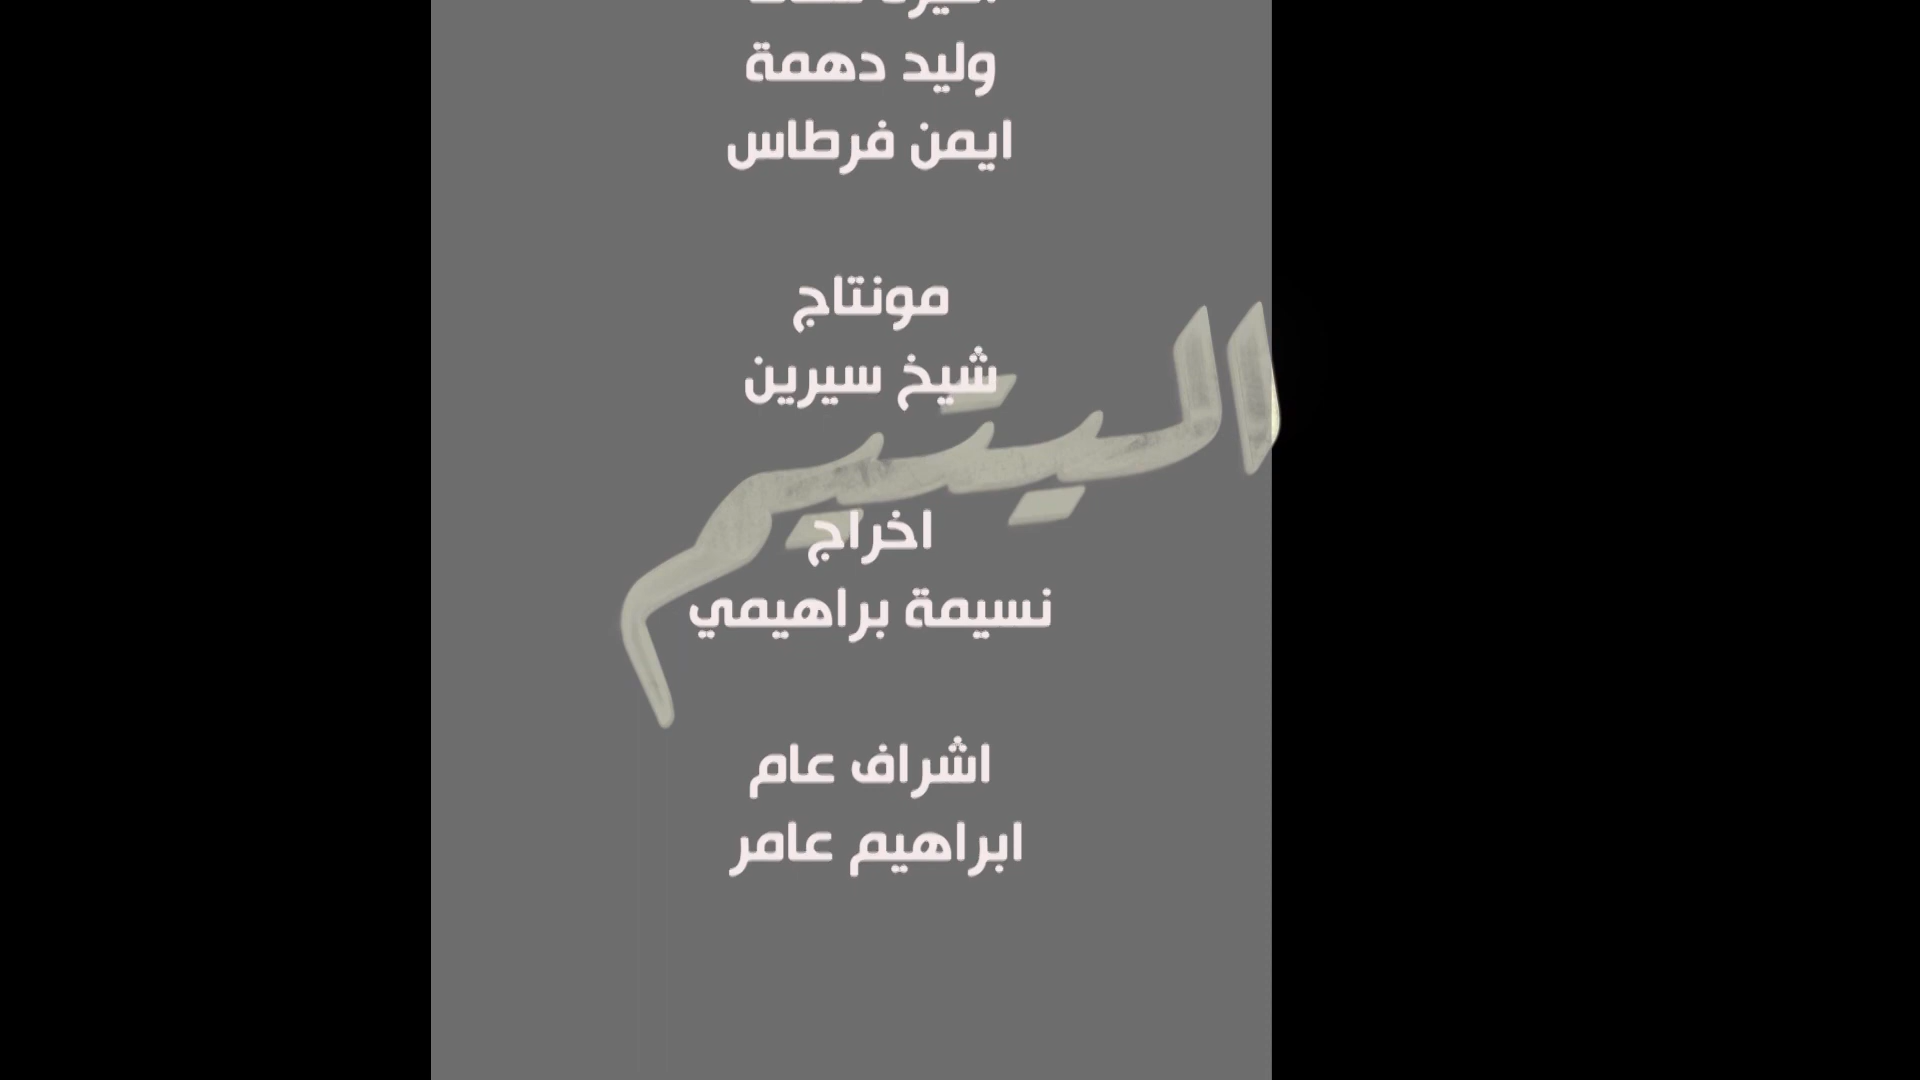 وليد دهمة
ايمن فرطاس
مونتاج
شيخ سيرين
اليتيم
اخراج
نسيمة براهيمي
اشراف عام
ابراهيم عامر